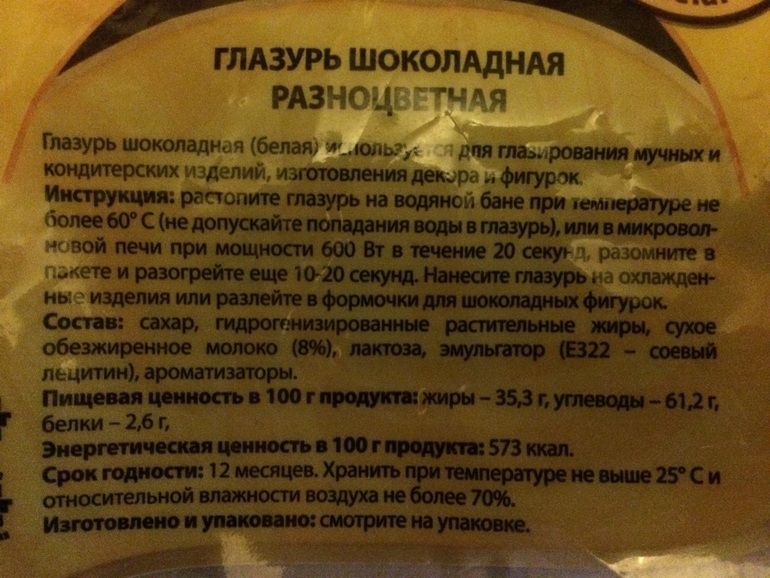 ГЛАЗУРЬ ШОКОЛАДНАЯ
РАЗНОЦВЕТНАЯ
Глазурь шоколадная (белая) используется для глазирования мучных и
кондитерских изделий, изготовления декора и фигурок.
Инструкция: растопите глазурь на водяной бане при температуре не
более 60° С (не допускайте попадания воды в глазурь), или в микровол-
новой печи при мощности 600 Вт в течение 20 секунд, разомните в
пакете и разогрейте еще 10-20 секунд. Нанесите глазурь на охлажден-
ные изделия или разлейте в формочки для шоколадных фигурок.
Состав: сахар, гидрогенизированные растительные жиры, сухое
обезжиренное молоко (8%), лактоза, эмульгатор (Е322 – соевый
лецитин), ароматизаторы.
Пищевая ценность в 100 г продукта: жиры – 35,3 г, углеводы – 61,2 г,
белки – 2,6 г,
Энергетическая ценность в 100 г продукта: 573 ккал.
Срок годности: 12 месяцев. Хранить при температуре не выше 25° С и
относительной влажности воздуха не более 70%.
Изготовлено и упаковано: смотрите на упаковке.